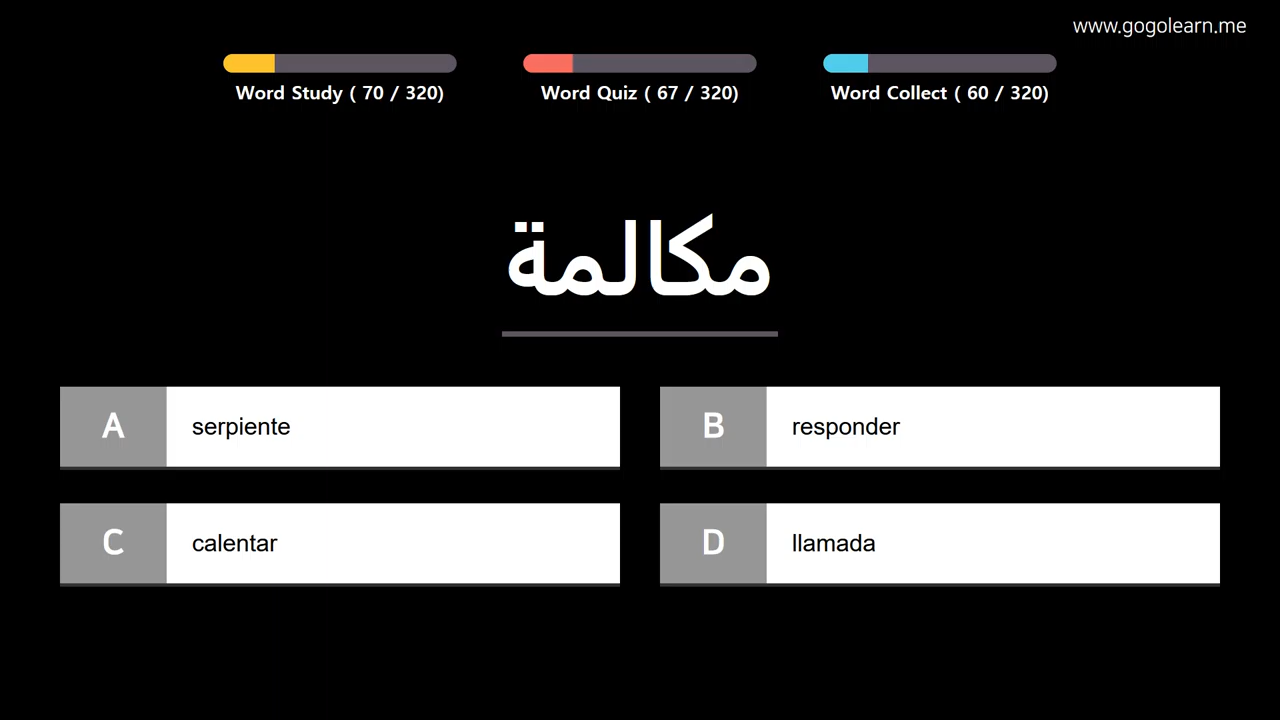 www.gogolearn.me
Word Study ( 70 / 320)
Word Quiz ( 67 / 320)
Word Collect ( 60 / 320)
مكالمة
A serpiente
B responder
C calentar
D llamada